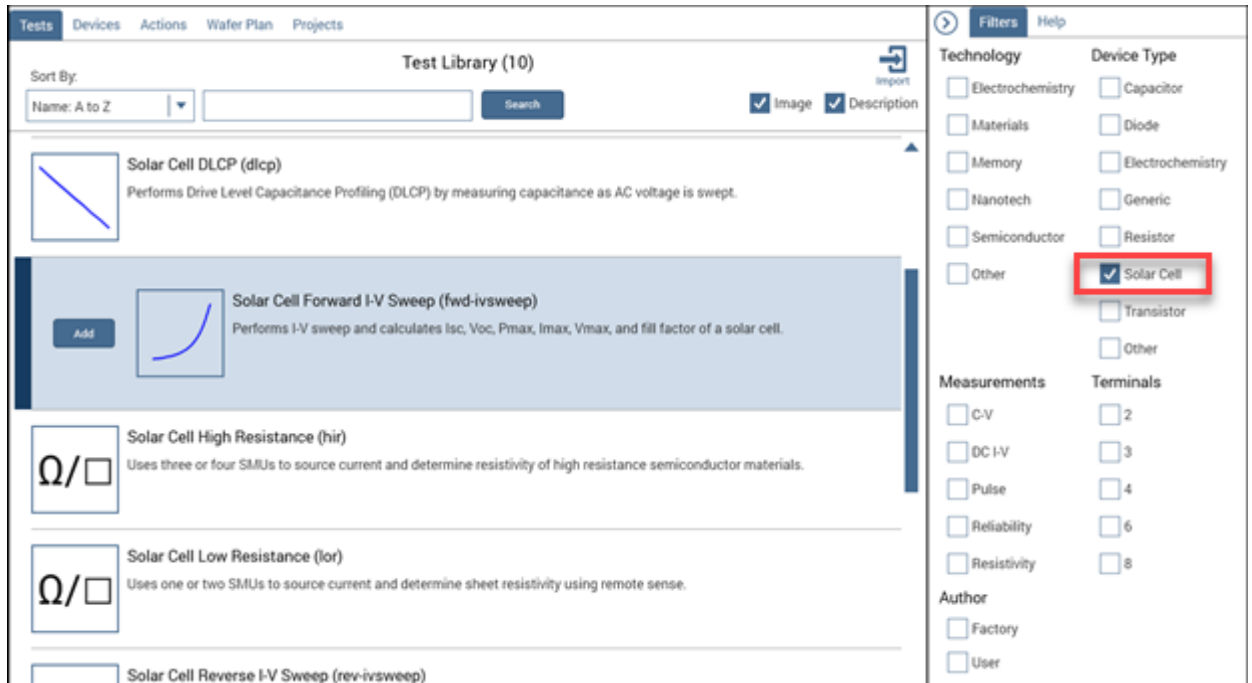 Tests Devices Actions Wafer Plan Projects
Test Library (10)
Import
Sort By:
Name: A to Z
Search
Image Description
Solar Cell DLCP (dlcp)
Performs Drive Level Capacitance Profiling (DLCP) by measuring capacitance as AC voltage is swept.
Add
Solar Cell Forward I-V Sweep (fwd-ivsweep)
Performs I-V sweep and calculates Isc, Voc, Pmax, Imax, Vmax, and fill factor of a solar cell.
Ω/□
Solar Cell High Resistance (hir)
Uses three or four SMUs to source current and determine resistivity of high resistance semiconductor materials.
Ω/□
Solar Cell Low Resistance (lor)
Uses one or two SMUs to source current and determine sheet resistivity using remote sense.
Solar Cell Reverse I-V Sweep (rev-ivsweep)
Filters Help
Technology
Electrochemistry
Materials
Memory
Nanotech
Semiconductor
Other
Device Type
Capacitor
Diode
Electrochemistry
Generic
Resistor
Solar Cell
Transistor
Other
Measurements
C-V
DC I-V
Pulse
Reliability
Resistivity
Terminals
2
3
4
6
8
Author
Factory
User